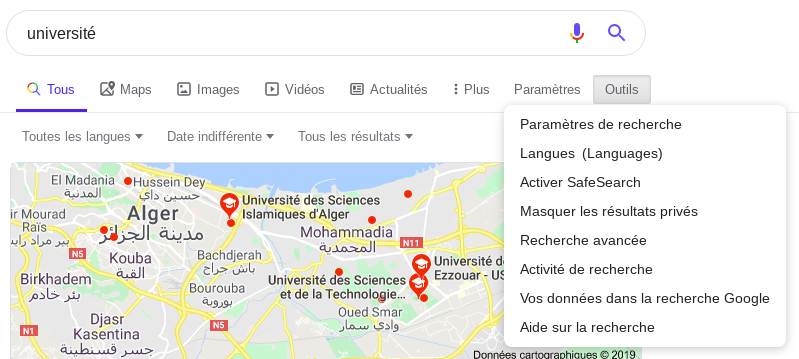 université
Tous Maps Images Vidéos Actualités Plus Paramètres Outils
Toutes les langues Date indifférente Tous les résultats
Paramètres de recherche
Langues (Languages)
Activer SafeSearch
Masquer les résultats privés
Recherche avancée
Activité de recherche
Vos données dans la recherche Google
Aide sur la recherche
El Madania
المدنية
Hussein Dey
حسين داي
Université des Sciences
Islamiques d'Alger
Alger
مدينة الجزائر
ir Mourad
Raïs
بير مراد رايس
Mohammadia
المحمدية
N11
N5
Kouba
القبة
Bachdjerah
باش جراح
Université de
Ezzouar - US
Birkhadem
بئر خادم
Bourouba
بوروبة
Université des Sciences
et de la Technologie...
Oued Smar
وادي سمار
Djasr
Kasentina
جسر قسنطينة
N1
N5
Données cartographiques © 2019